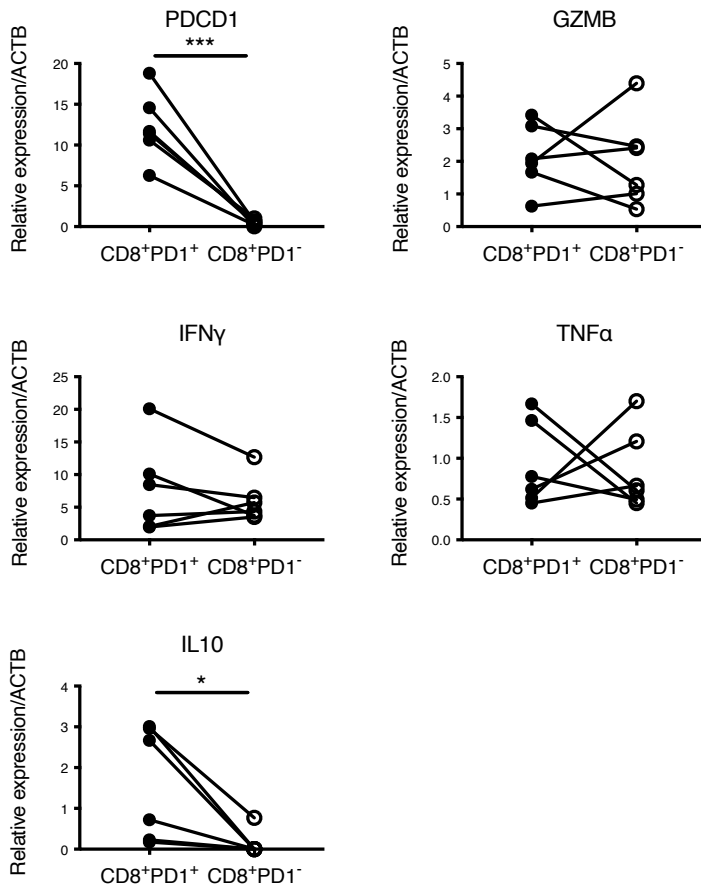 PDCD1
***
Relative expression/ACTB
20
15
10
5
0
CD8⁺PD1⁺ CD8⁺PD1⁻
GZMB
Relative expression/ACTB
5
4
3
2
1
0
CD8⁺PD1⁺ CD8⁺PD1⁻
IFNγ
Relative expression/ACTB
25
20
15
10
5
0
CD8⁺PD1⁺ CD8⁺PD1⁻
TNFα
Relative expression/ACTB
2.0
1.5
1.0
0.5
0.0
CD8⁺PD1⁺ CD8⁺PD1⁻
IL10
*
Relative expression/ACTB
4
3
2
1
0
CD8⁺PD1⁺ CD8⁺PD1⁻